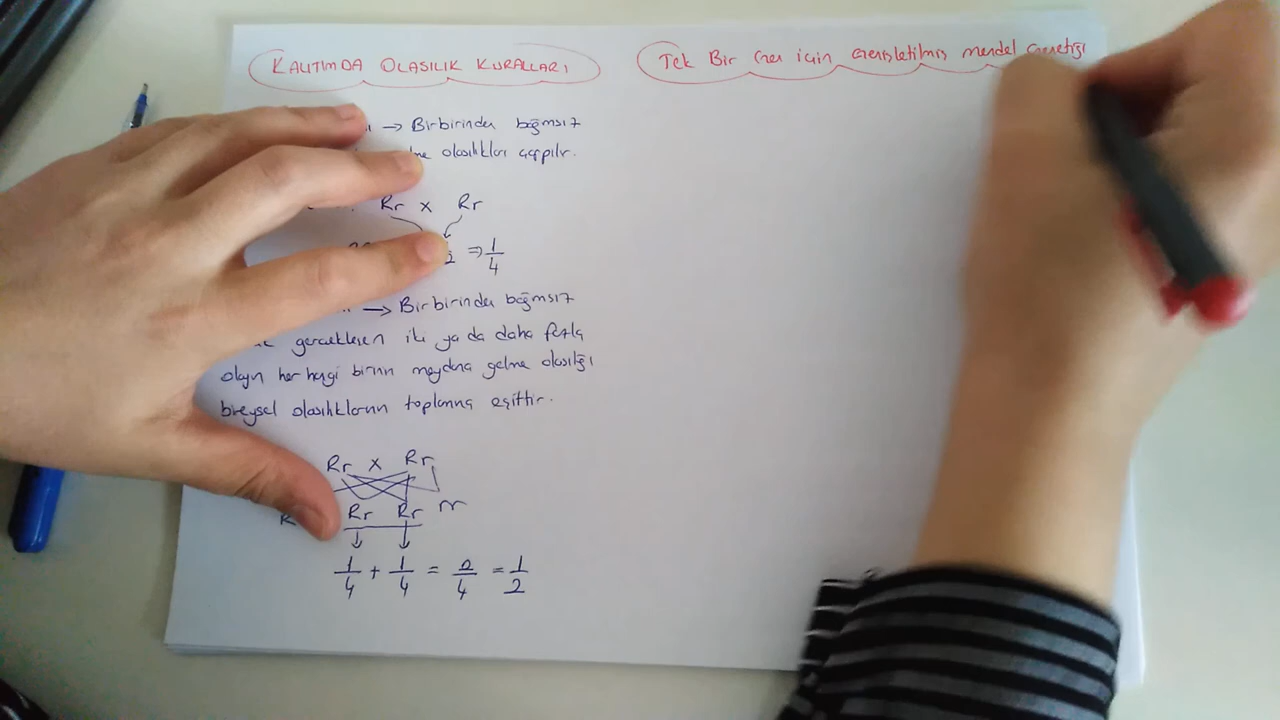 KALITIMDA OLASILIK KURALLARI
→ Birbirinden bağımsız
olasılıkları çarpılır.
Rr x Rr
⇒ 1/4
→ Birbirinden bağımsız
gerçekleşen iki ya da daha fazla
olayın herhangi birinin meydana gelme olasılığı
bireysel olasılıklarının toplamına eşittir.
Rr x Rr
Rr Rr rr
1/4 + 1/4 = 2/4 = 1/2
Tek Bir Gen için Genişletilmiş mendel Genetiği